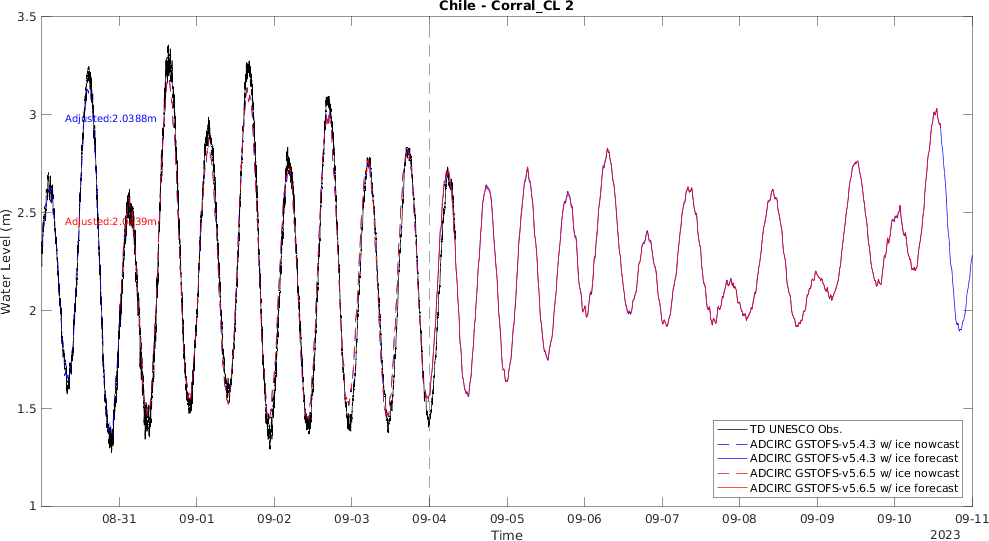 Chile - Corral_CL 2
3.5
3
2.5
2
1.5
1
Water Level (m)
Adjusted:2.0388m
TD UNESCO Obs.
ADCIRC GSTOFS-v5.4.3 w/ ice nowcast
ADCIRC GSTOFS-v5.4.3 w/ ice forecast
ADCIRC GSTOFS-v5.6.5 w/ ice nowcast
ADCIRC GSTOFS-v5.6.5 w/ ice forecast
08-31 09-01 09-02 09-03 09-04 09-05 09-06 09-07 09-08 09-09 09-10 09-11
Time
2023